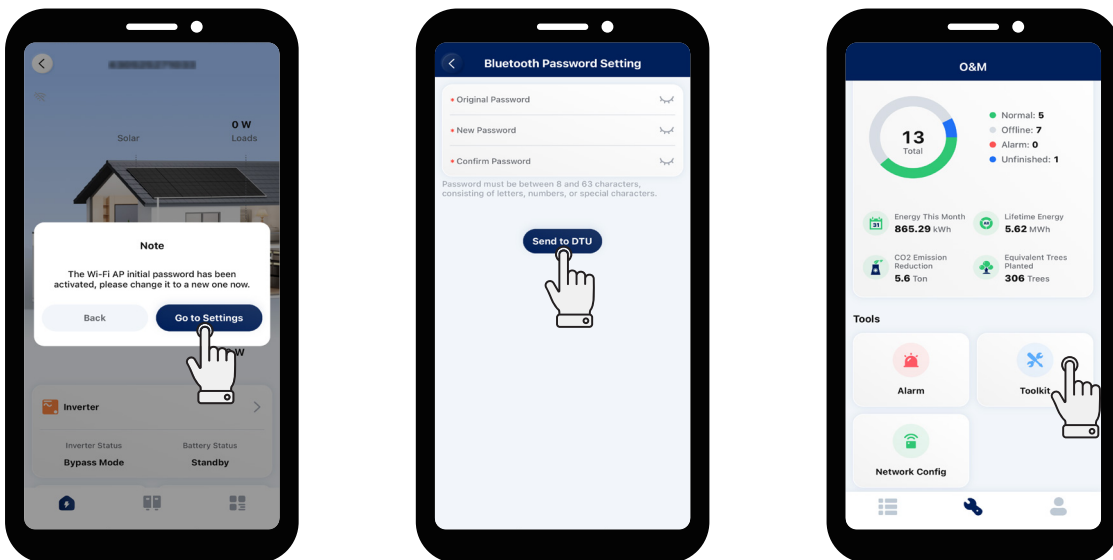 0 W
Solar
Loads
Note
The Wi-Fi AP initial password has been
activated, please change it to a new one now.
Back
Go to Settings
W
Inverter
Inverter Status
Battery Status
Bypass Mode
Standby
Bluetooth Password Setting
* Original Password
* New Password
* Confirm Password
Password must be between 8 and 63 characters,
consisting of letters, numbers, or special characters.
Send to DTU
O&M
13
Total
Normal: 5
Offline: 7
Alarm: 0
Unfinished: 1
31
Energy This Month
865.29 kWh
Lifetime Energy
5.62 MWh
CO2 Emission
Reduction
5.6 Ton
Equivalent Trees
Planted
306 Trees
Tools
Alarm
Toolkit
Network Config